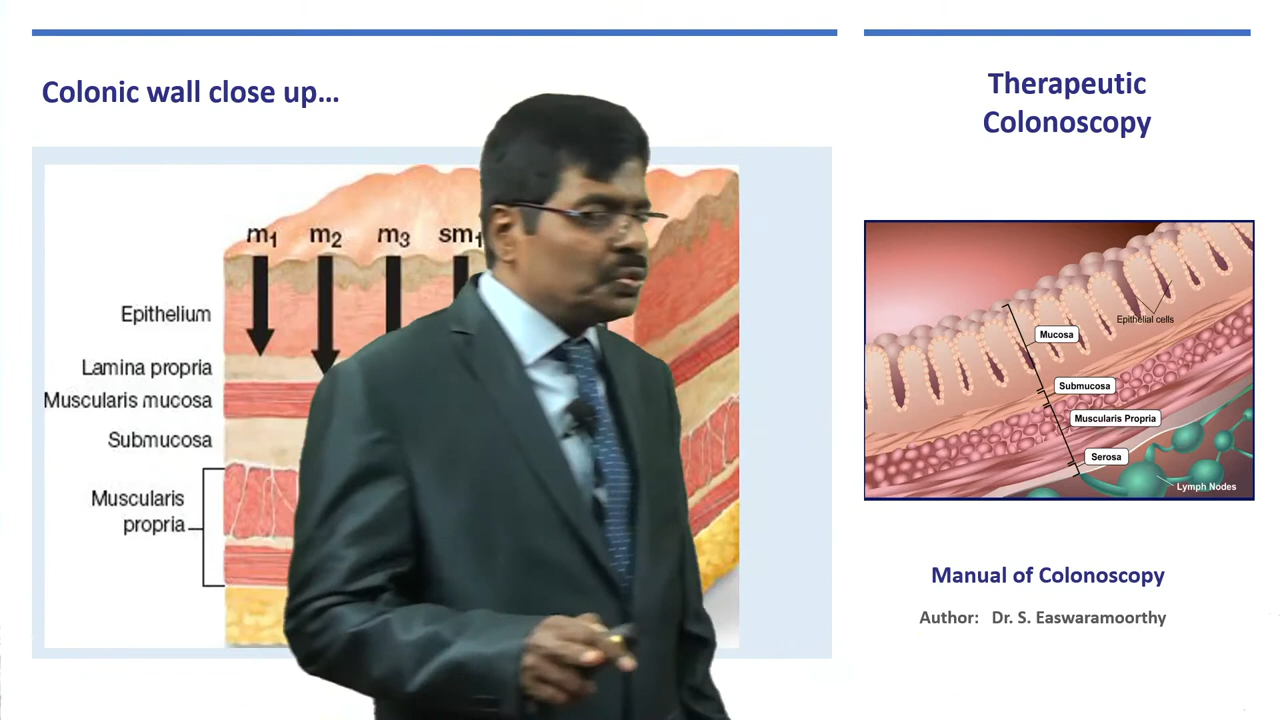 Colonic wall close up...
m1 m2 m3 sm1
Epithelium
Lamina propria
Muscularis mucosa
Submucosa
Muscularis
propria
Therapeutic
Colonoscopy
Epithelial cells
Mucosa
Submucosa
Muscularis Propria
Serosa
Lymph Nodes
Manual of Colonoscopy
Author: Dr. S. Easwaramoorthy